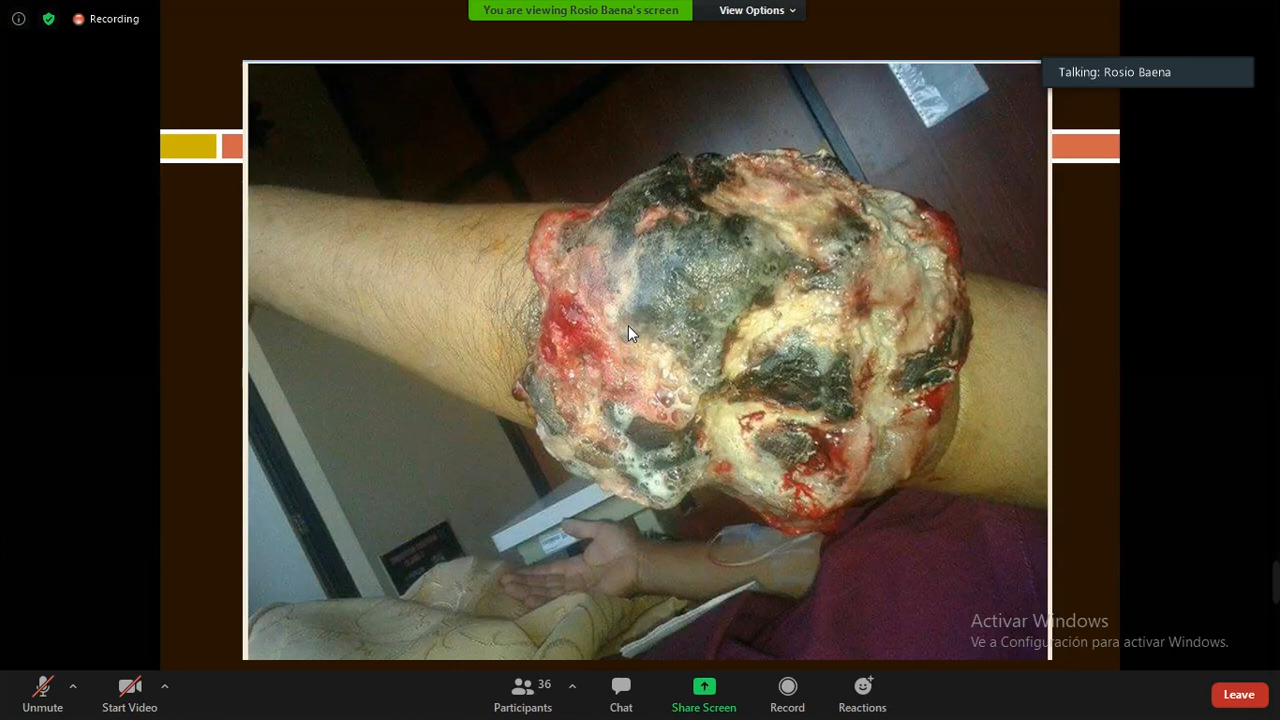 Recording
You are viewing Rosio Baena's screen
View Options
Talking: Rosio Baena
Activar Windows
Ve a Configuración para activar Windows.
Unmute
Start Video
36
Participants
Chat
Share Screen
Record
Reactions
Leave